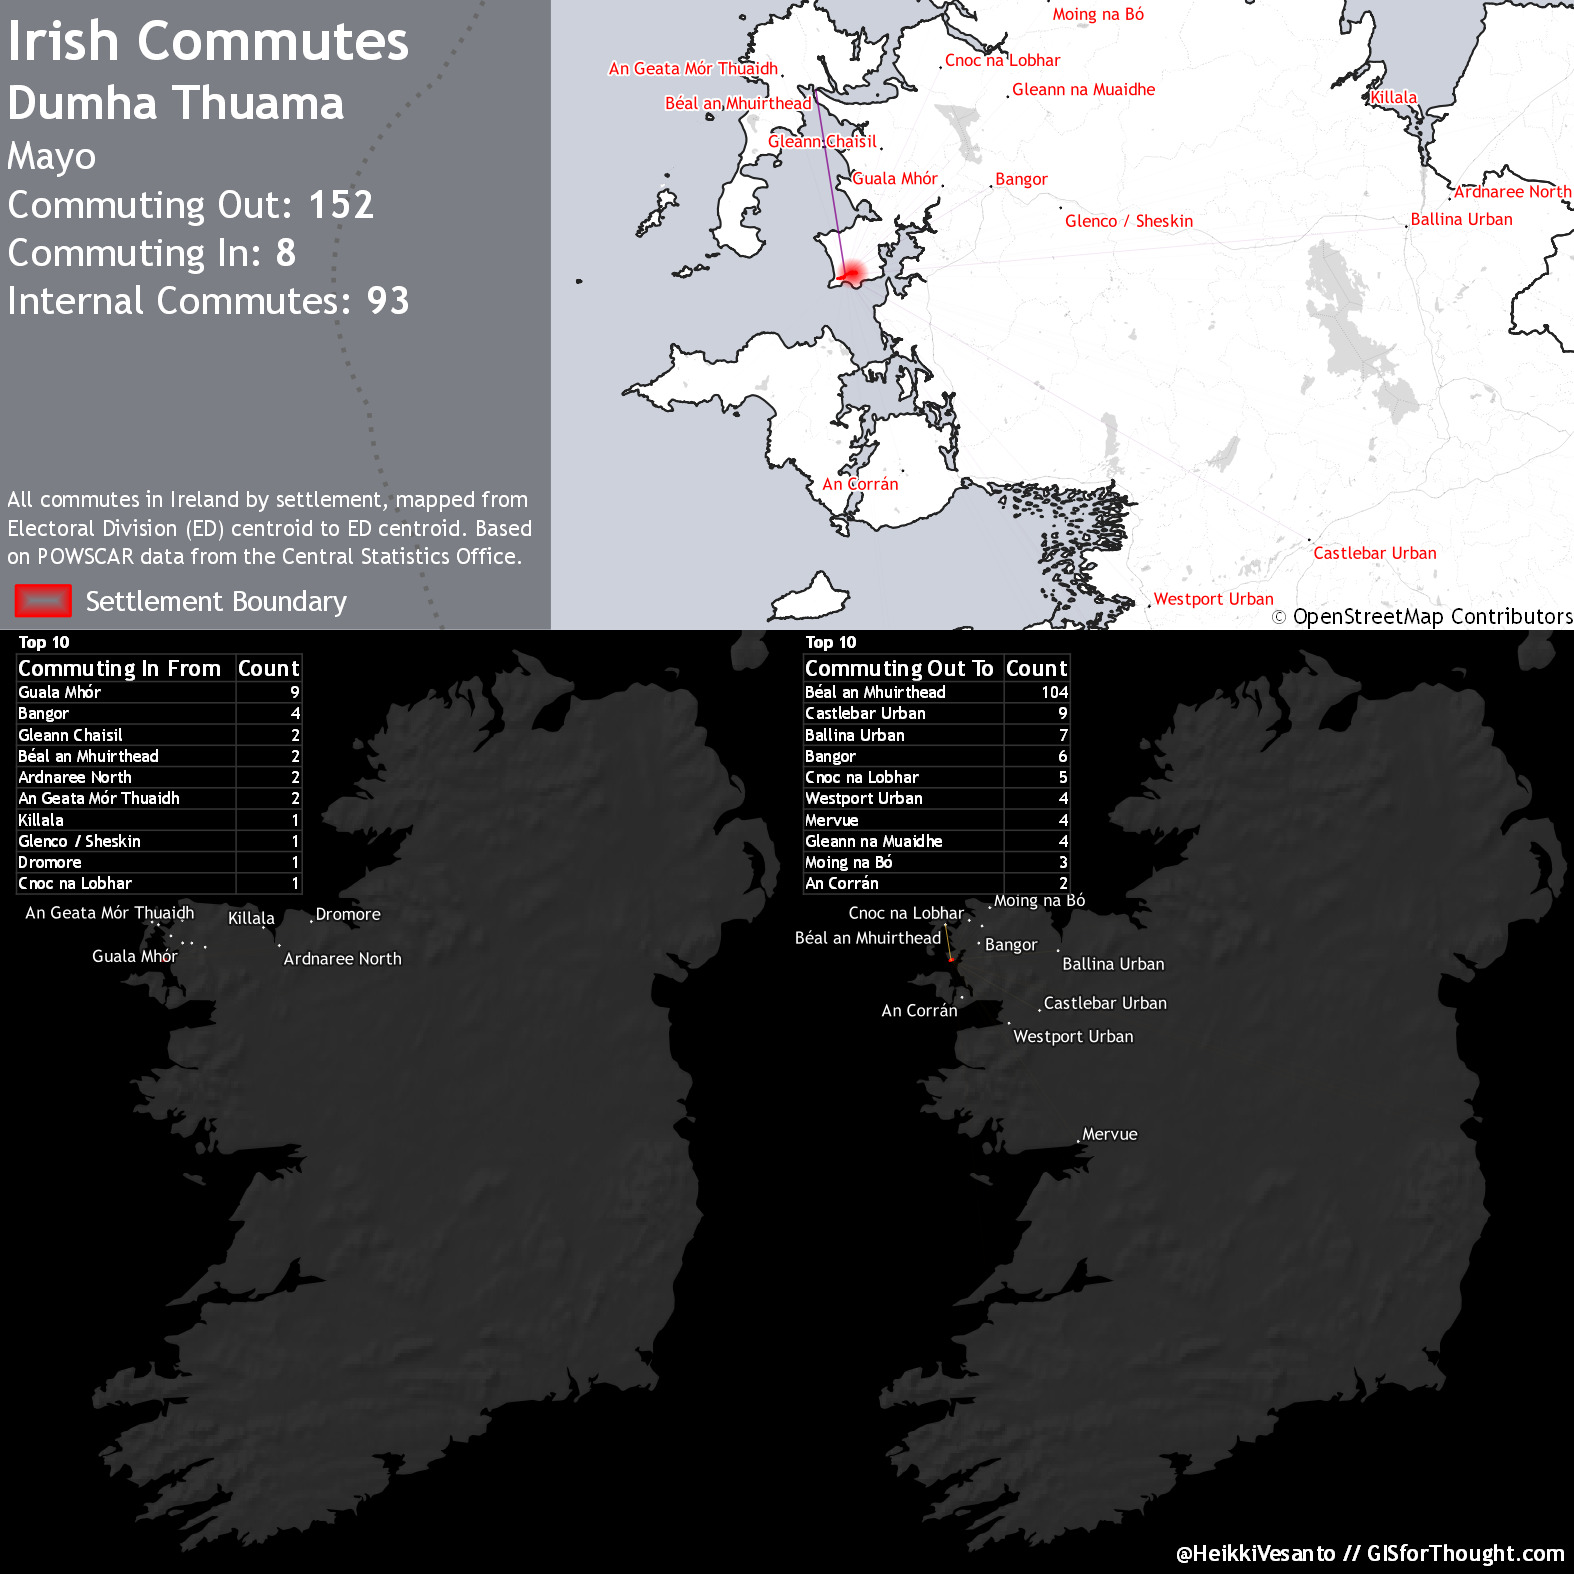 Irish Commutes
Dumha Thuama
Mayo
Commuting Out: 152
Commuting In: 8
Internal Commutes: 93
All commutes in Ireland by settlement, mapped from
Electoral Division (ED) centroid to ED centroid. Based
on POWSCAR data from the Central Statistics Office.
Settlement Boundary
Moing na Bó
An Geata Mór Thuaidh
Cnoc na Lobhar
Gleann na Muaidhe
Béal an Mhuirthead
Killala
Gleann Chaisil
Guala Mhór
Bangor
Ardnaree North
Glenco / Sheskin
Ballina Urban
An Corrán
Castlebar Urban
Westport Urban
© OpenStreetMap Contributors
Top 10
Commuting In From Count
Guala Mhór 9
Bangor 4
Gleann Chaisil 2
Béal an Mhuirthead 2
Ardnaree North 2
An Geata Mór Thuaidh 2
Killala 1
Glenco / Sheskin 1
Dromore 1
Cnoc na Lobhar 1
An Geata Mór Thuaidh
Killala
Dromore
Guala Mhór
Ardnaree North
Top 10
Commuting Out To Count
Béal an Mhuirthead 104
Castlebar Urban 9
Ballina Urban 7
Bangor 6
Cnoc na Lobhar 5
Westport Urban 4
Mervue 4
Gleann na Muaidhe 4
Moing na Bó 3
An Corrán 2
Moing na Bó
Cnoc na Lobhar
Béal an Mhuirthead
Bangor
Ballina Urban
An Corrán
Castlebar Urban
Westport Urban
Mervue
@HeikkiVesanto // GISforThought.com